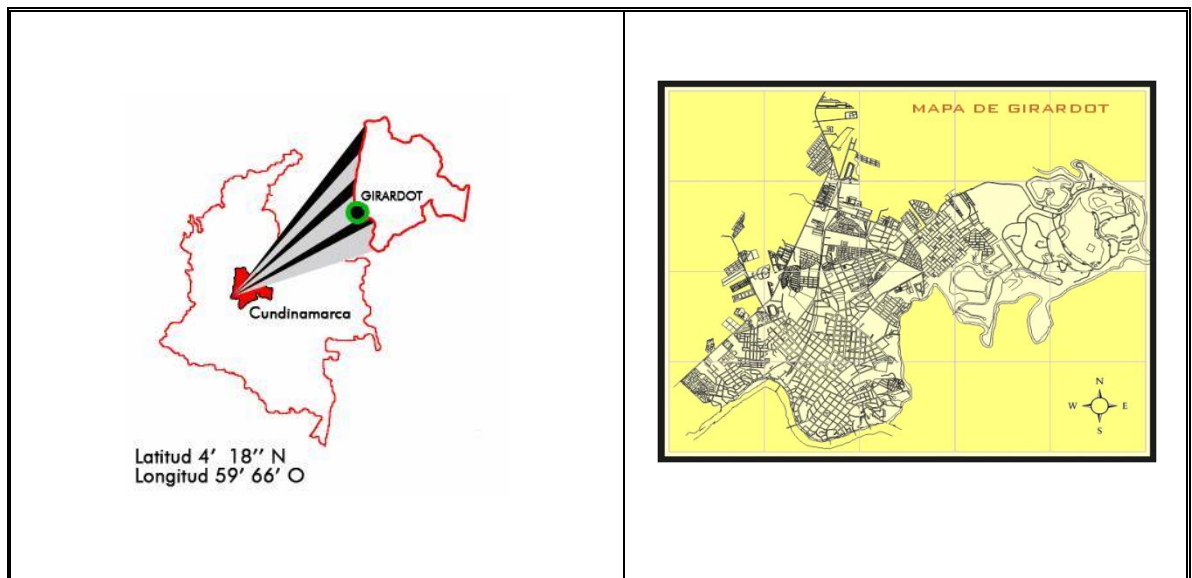 GIRARDOT
Cundinamarca
Latitud 4' 18'' N
Longitud 59' 66' O
MAPA DE GIRARDOT
N
W E
S